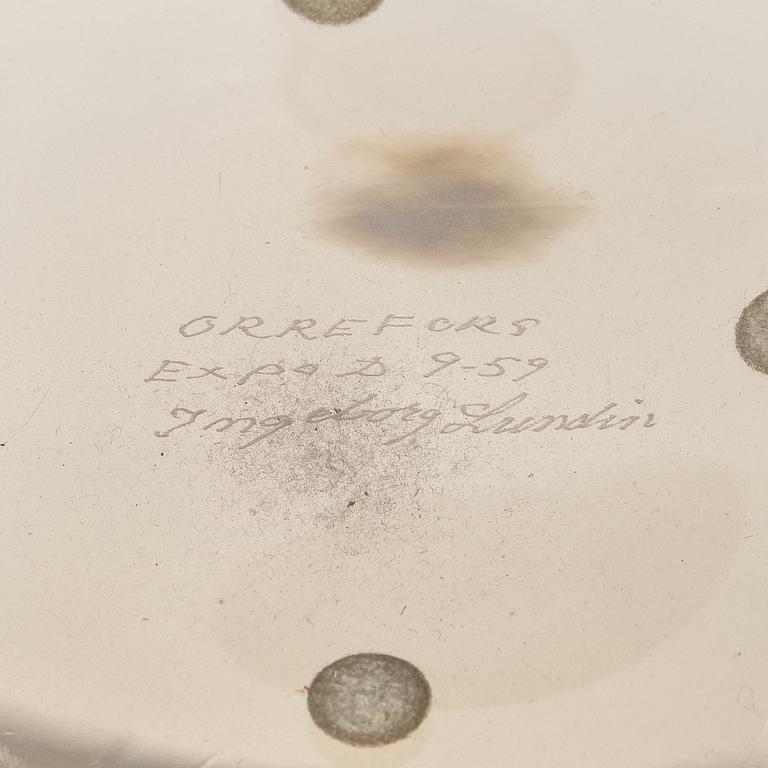 ORREFORS
Expo D 9-59
Ingeborg Lundin